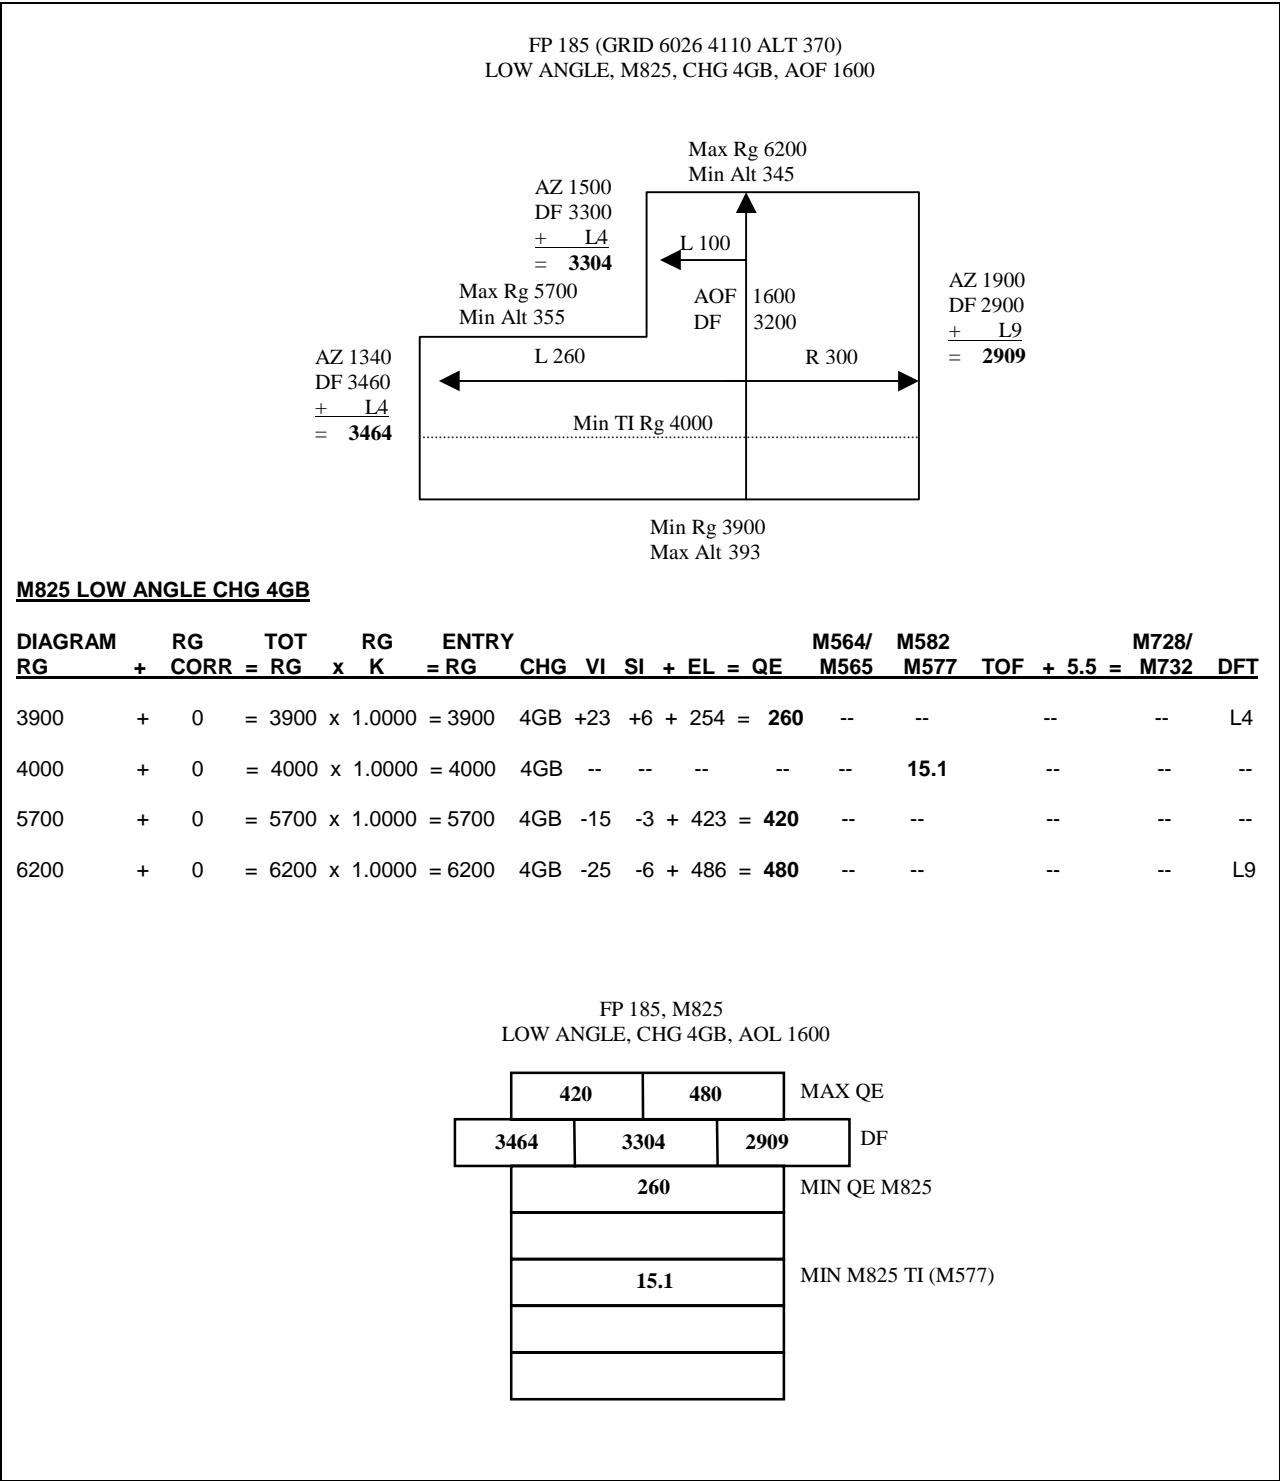 FP 185 (GRID 6026 4110 ALT 370)
LOW ANGLE, M825, CHG 4GB, AOF 1600
Max Rg 6200
Min Alt 345
AZ 1500
DF 3300
+ L4
= 3304
L 100
Max Rg 5700
Min Alt 355
AOF 1600
DF 3200
AZ 1900
DF 2900
+ L9
= 2909
AZ 1340
DF 3460
+ L4
= 3464
L 260
R 300
Min TI Rg 4000
Min Rg 3900
Max Alt 393
M825 LOW ANGLE CHG 4GB
DIAGRAM RG TOT RG ENTRY M564/ M582 M728/
RG + CORR = RG x K = RG CHG VI SI + EL = QE M565 M577 TOF + 5.5 = M732 DFT
3900 + 0 = 3900 x 1.0000 = 3900 4GB +23 +6 + 254 = 260 -- -- -- -- L4
4000 + 0 = 4000 x 1.0000 = 4000 4GB -- -- -- -- -- 15.1 -- -- --
5700 + 0 = 5700 x 1.0000 = 5700 4GB -15 -3 + 423 = 420 -- -- -- -- --
6200 + 0 = 6200 x 1.0000 = 6200 4GB -25 -6 + 486 = 480 -- -- -- -- L9
FP 185, M825
LOW ANGLE, CHG 4GB, AOL 1600
420 480 MAX QE
3464 3304 2909 DF
260 MIN QE M825
15.1 MIN M825 TI (M577)